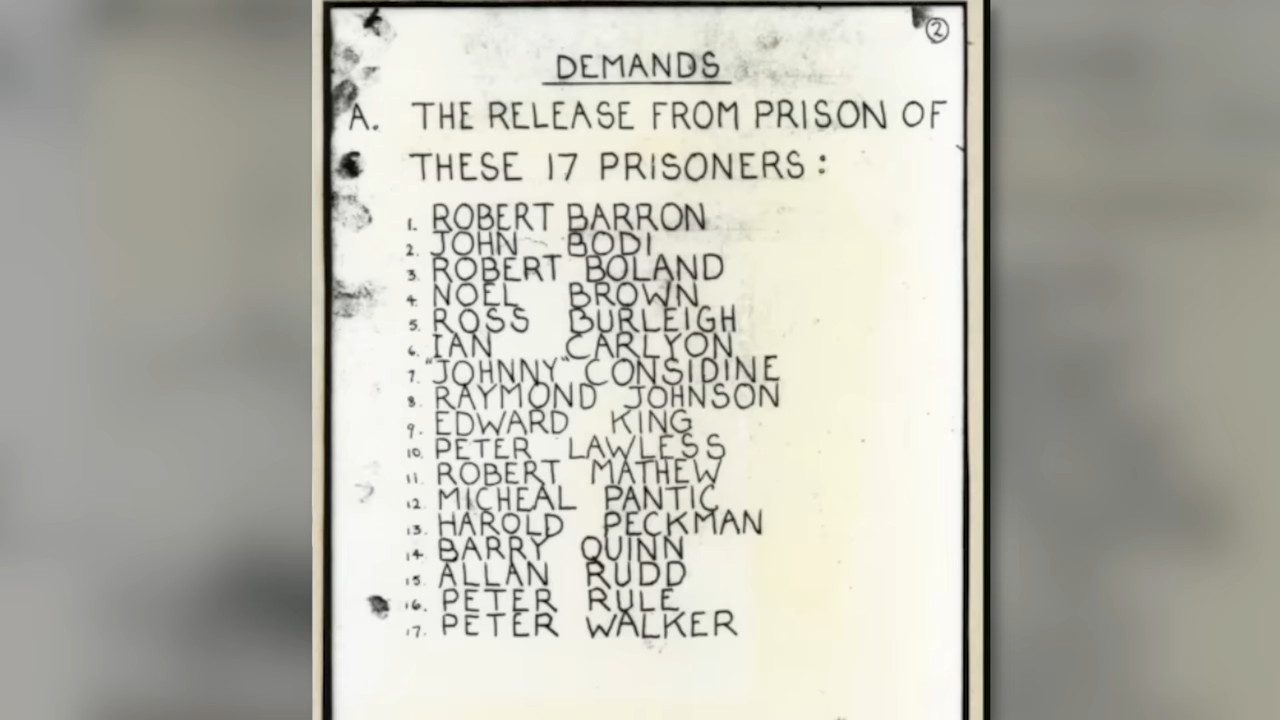 ②
DEMANDS
A. THE RELEASE FROM PRISON OF
THESE 17 PRISONERS:
1. ROBERT BARRON
2. JOHN BODI
3. ROBERT BOLAND
4. NOEL BROWN
5. ROSS BURLEIGH
6. IAN CARLYON
7. "JOHNNY" CONSIDINE
8. RAYMOND JOHNSON
9. EDWARD KING
10. PETER LAWLESS
11. ROBERT MATHEW
12. MICHEAL PANTIC
13. HAROLD PECKMAN
14. BARRY QUINN
15. ALLAN RUDD
16. PETER RULE
17. PETER WALKER